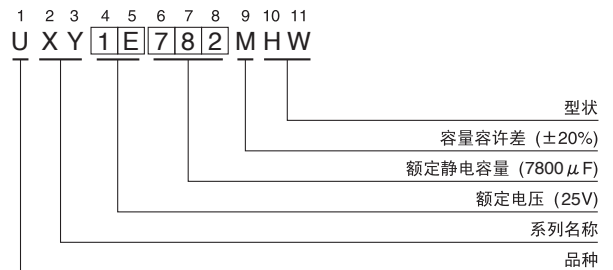 1 2 3 4 5 6 7 8 9 10 11
U X Y 1 E 7 8 2 M H W
型状
容量容许差 (±20%)
额定静电容量 (7800μF)
额定电压 (25V)
系列名称
品种